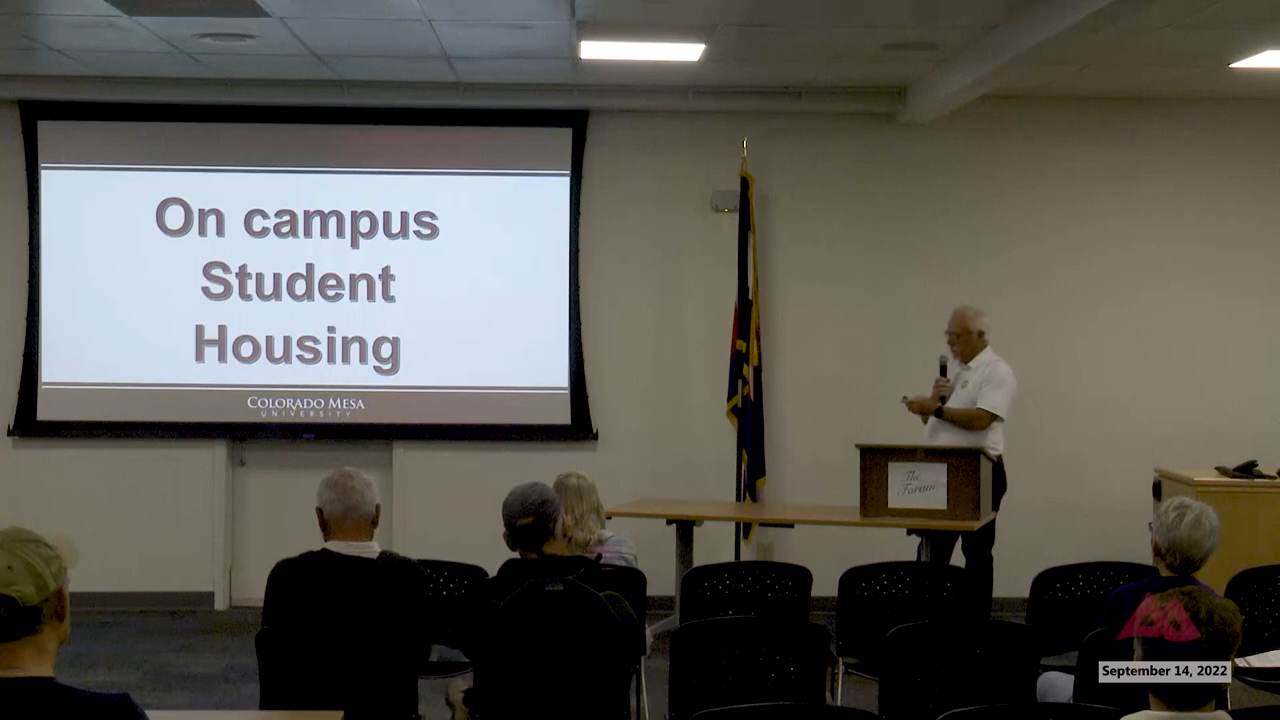 On campus
Student
Housing
COLORADO MESA
UNIVERSITY
The
Forum
September 14, 2022